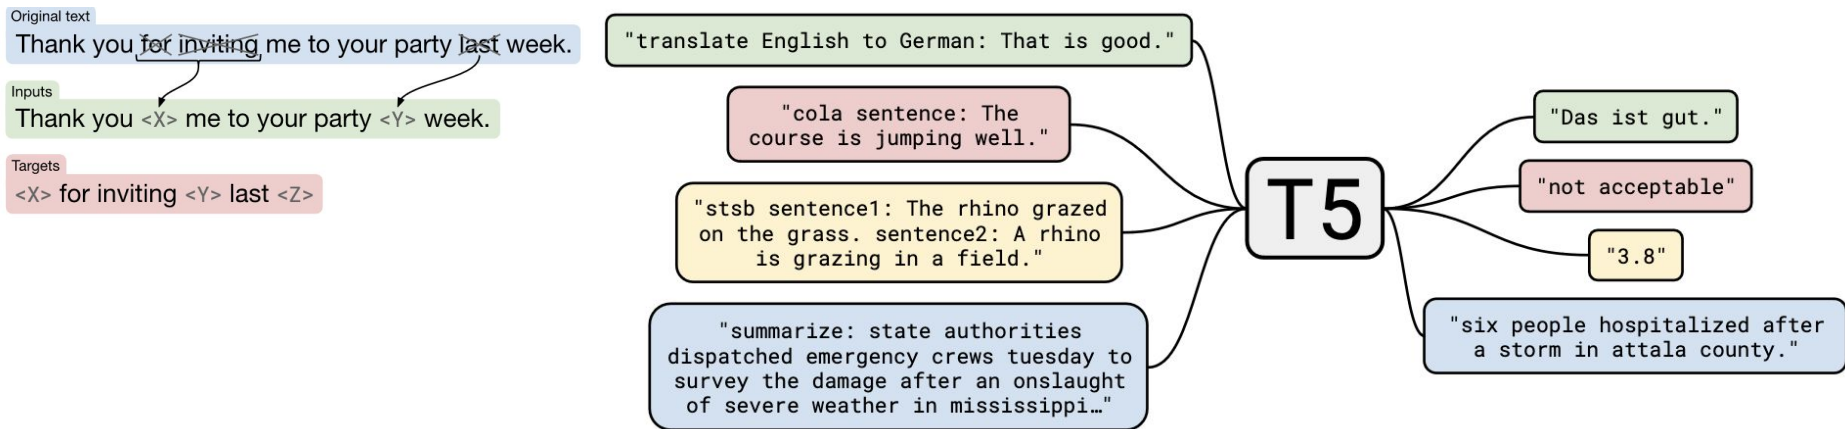 Original text
Thank you for inviting me to your party last week.
Inputs
Thank you <X> me to your party <Y> week.
Targets
<X> for inviting <Y> last <Z>
"translate English to German: That is good."
"cola sentence: The
course is jumping well."
"stsb sentence1: The rhino grazed
on the grass. sentence2: A rhino
is grazing in a field."
"summarize: state authorities
dispatched emergency crews tuesday to
survey the damage after an onslaught
of severe weather in mississippi…"
T5
"Das ist gut."
"not acceptable"
"3.8"
"six people hospitalized after
a storm in attala county."